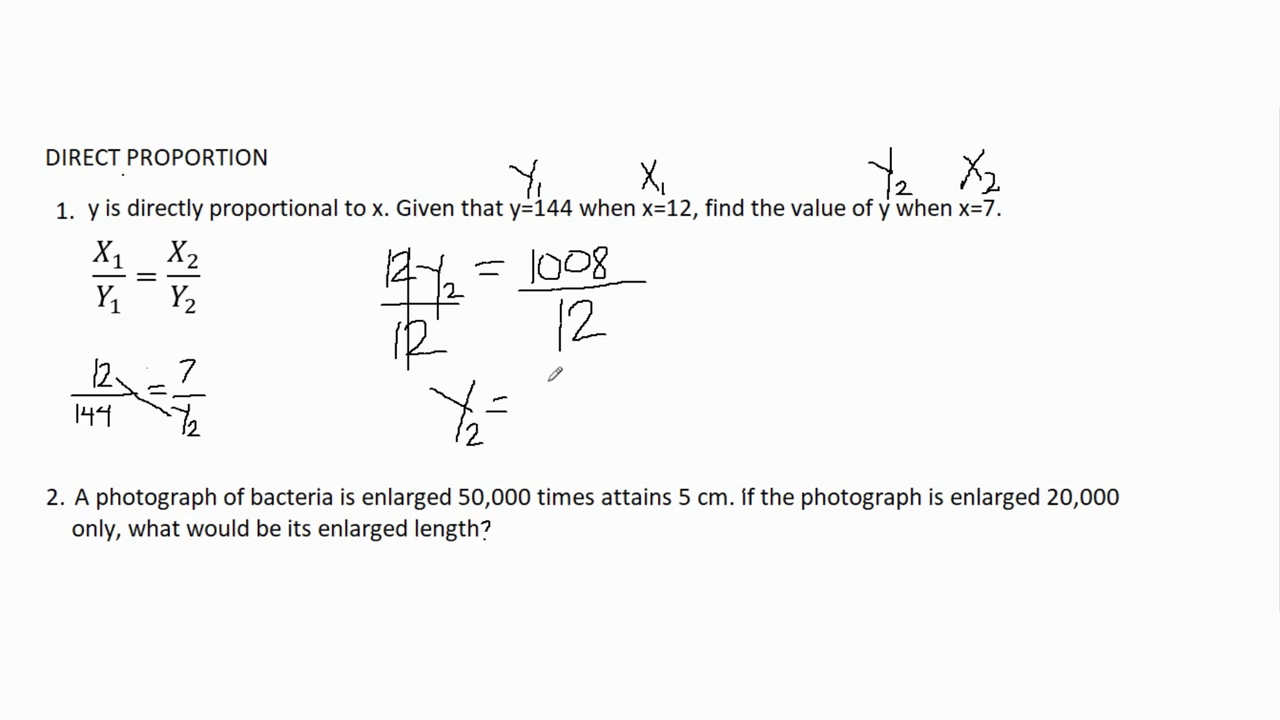 DIRECT PROPORTION
Y1 X1 Y2 X2
1. y is directly proportional to x. Given that y=144 when x=12, find the value of y when x=7.
X1/Y1 = X2/Y2
12Y2/12 = 1008/12
12/144 = 7/Y2
Y2 =
2. A photograph of bacteria is enlarged 50,000 times attains 5 cm. If the photograph is enlarged 20,000
only, what would be its enlarged length?